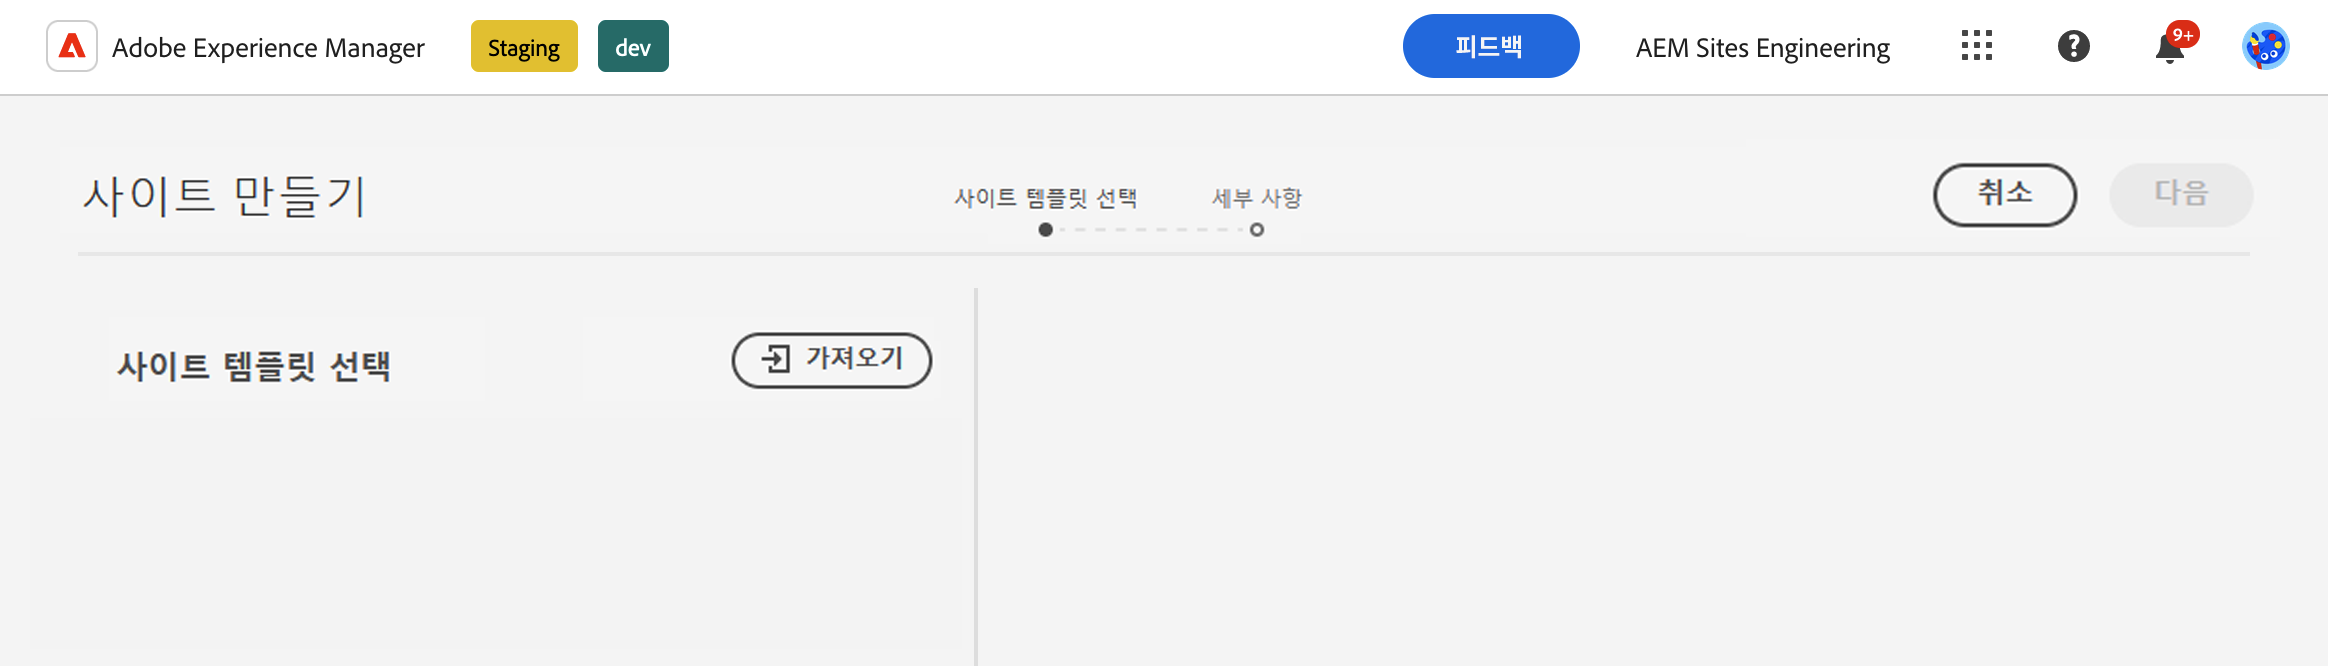 Adobe Experience Manager Staging dev 피드백 AEM Sites Engineering 9+
사이트 만들기 사이트 템플릿 선택 세부 사항 취소 다음
사이트 템플릿 선택 가져오기